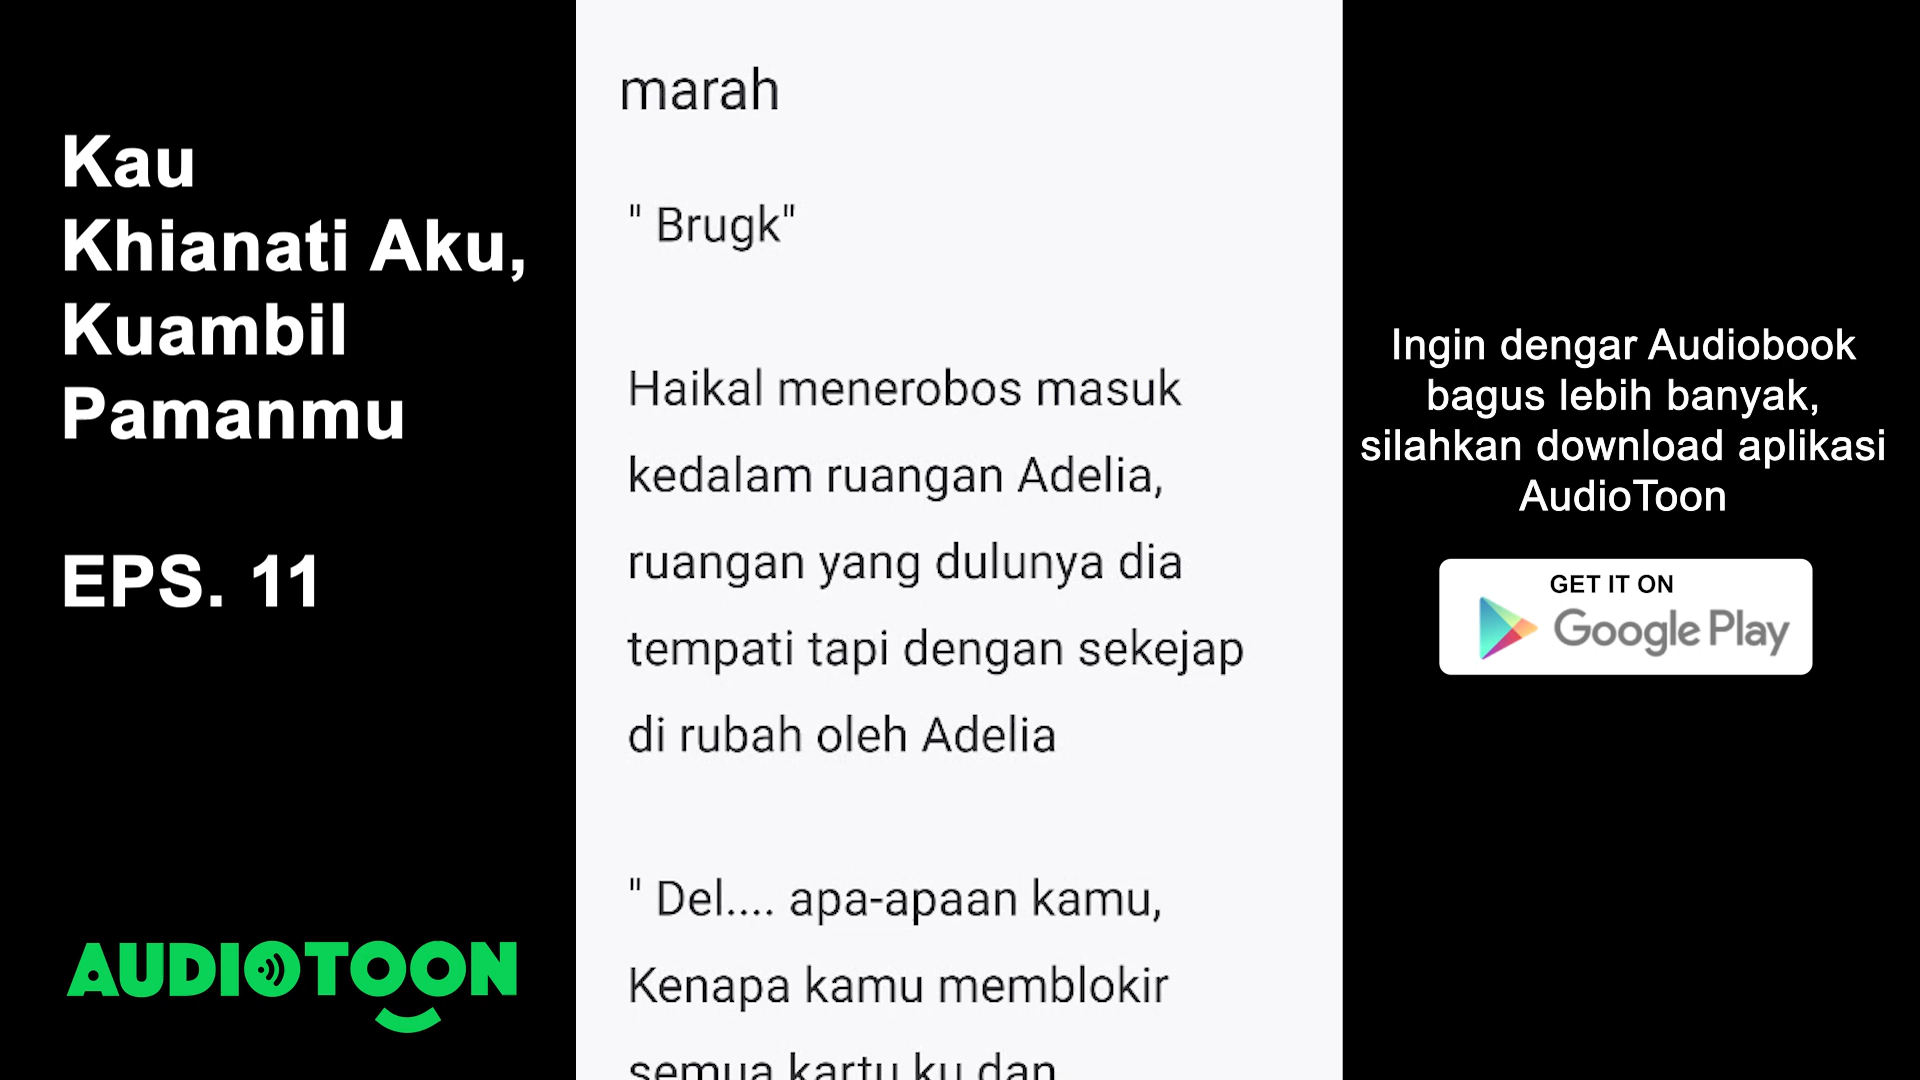 Kau
Khianati Aku,
Kuambil
Pamanmu
EPS. 11
AUDIOTOON
marah
" Brugk"
Haikal menerobos masuk
kedalam ruangan Adelia,
ruangan yang dulunya dia
tempati tapi dengan sekejap
di rubah oleh Adelia
" Del.... apa-apaan kamu,
Kenapa kamu memblokir
semua kartu ku dan
Ingin dengar Audiobook
bagus lebih banyak,
silahkan download aplikasi
AudioToon
GET IT ON
Google Play